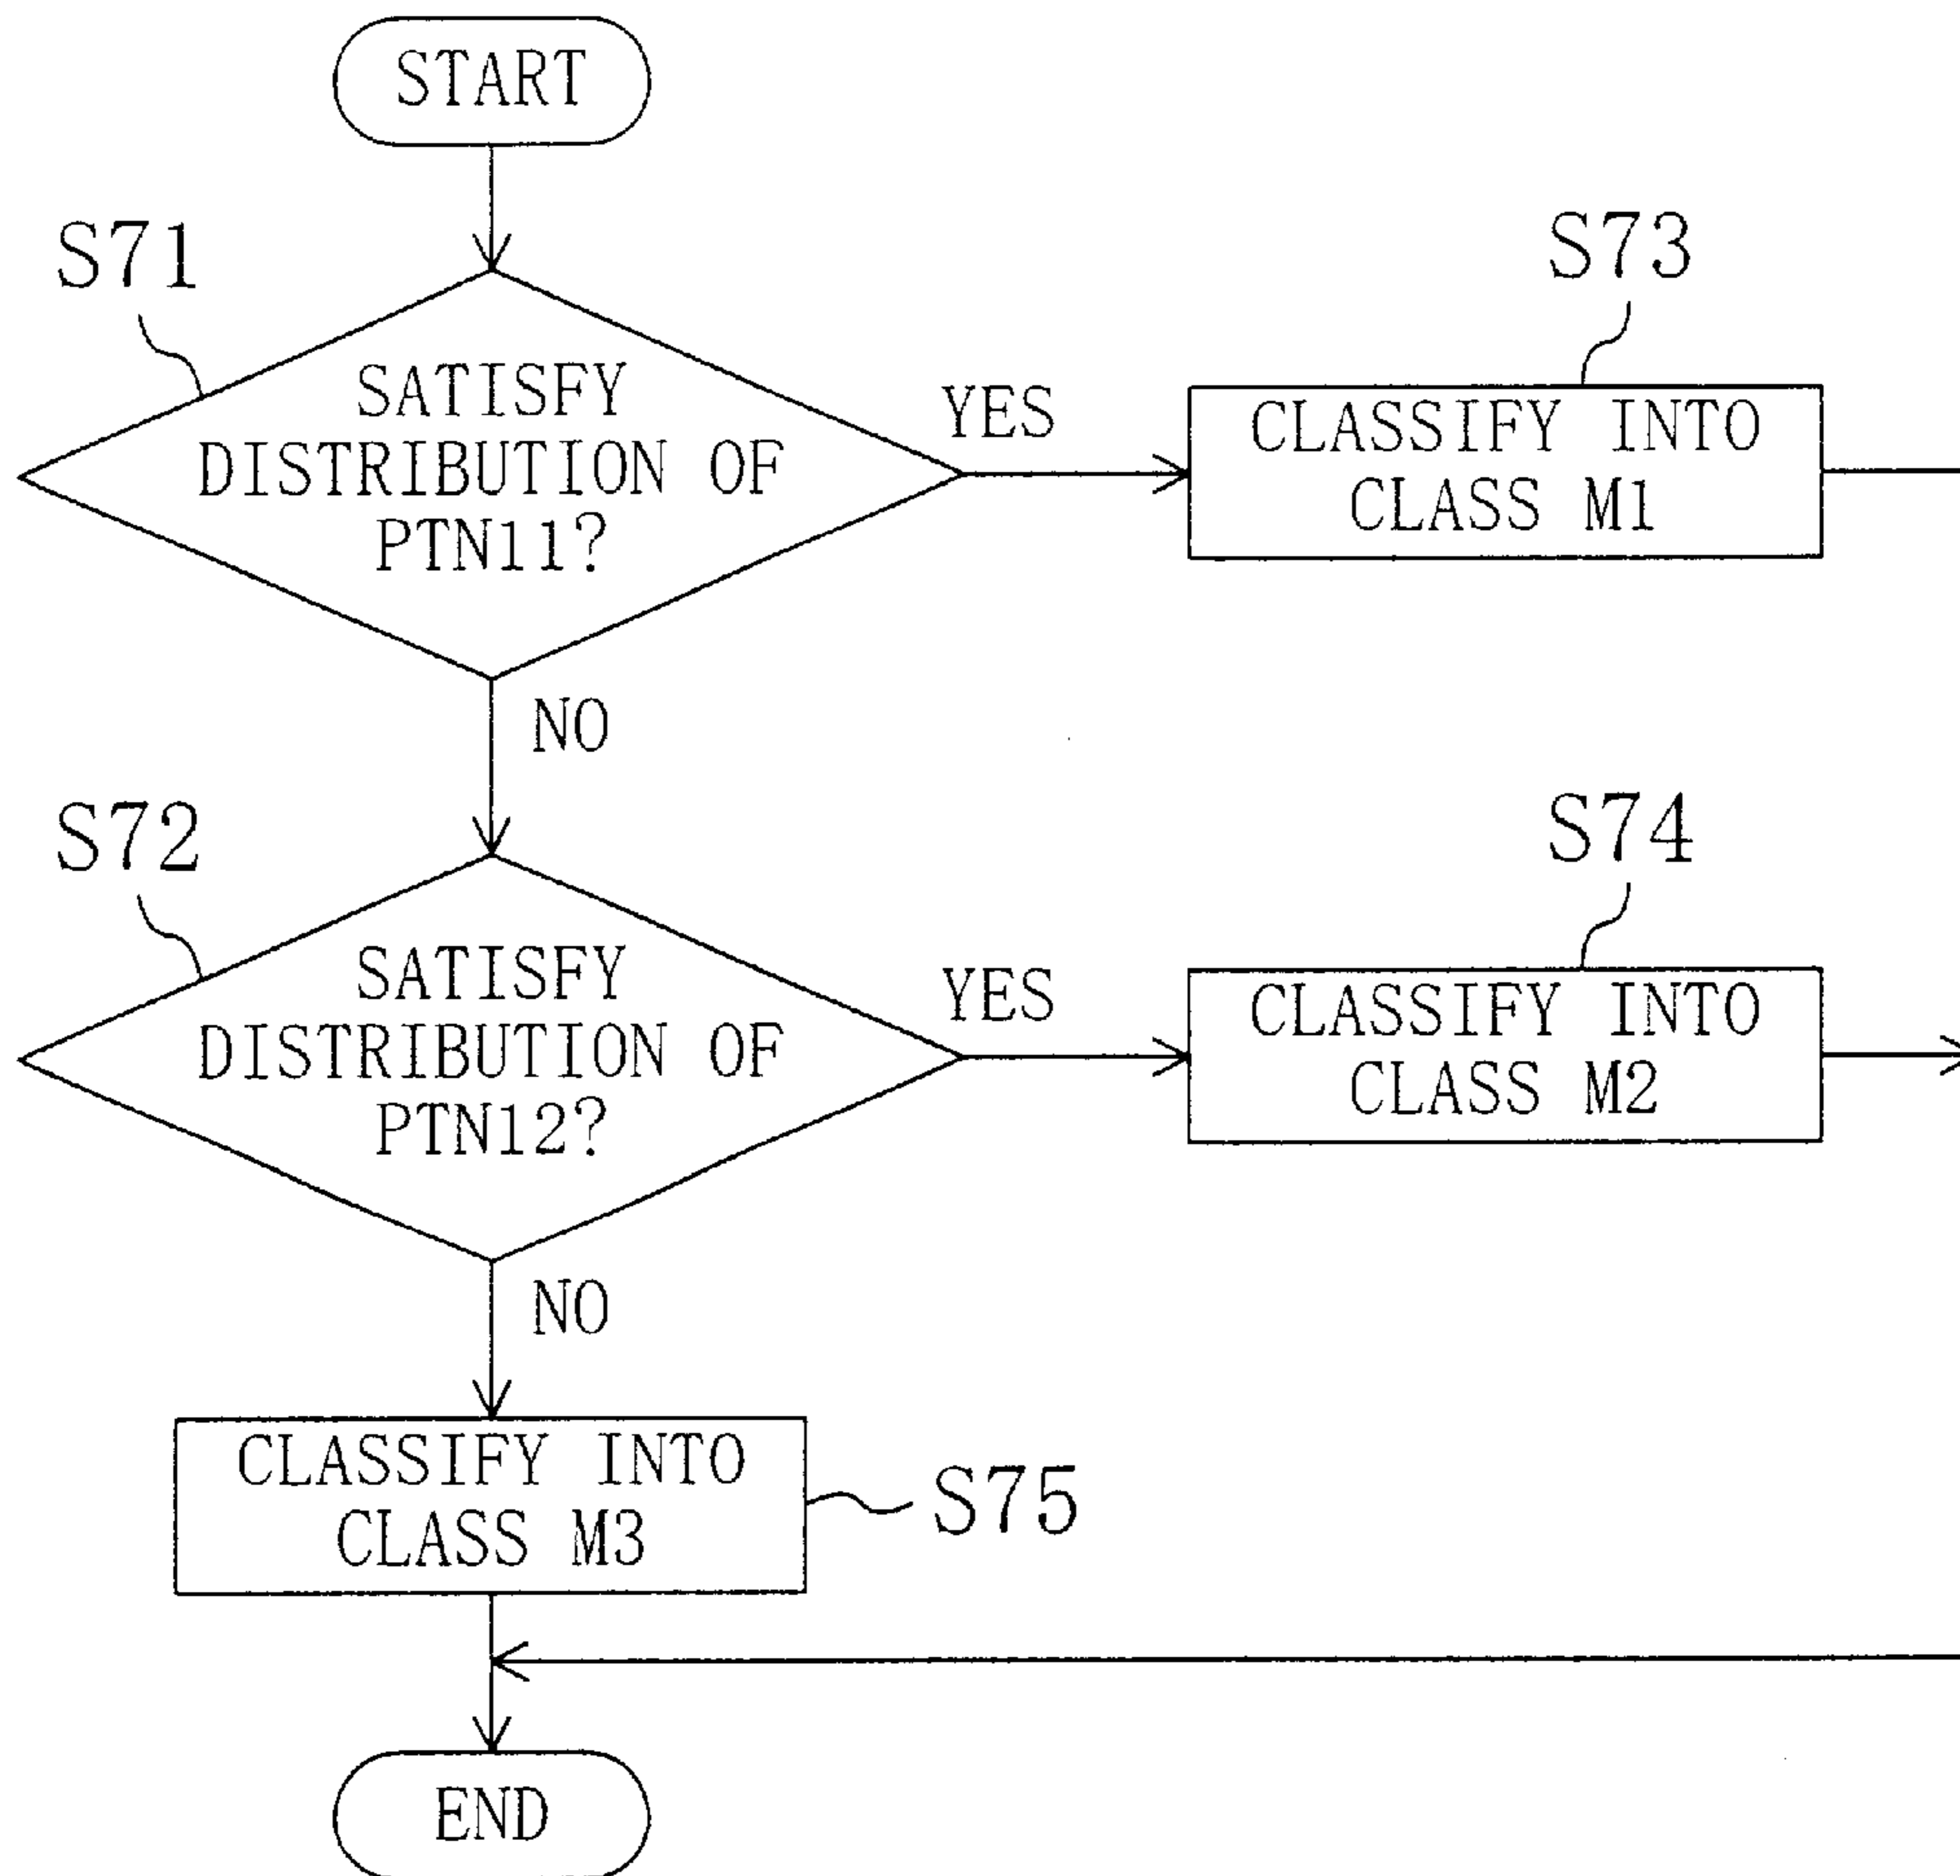 START
S71
SATISFY
DISTRIBUTION OF
PTN11?
YES
S73
CLASSIFY INTO
CLASS M1
NO
S72
SATISFY
DISTRIBUTION OF
PTN12?
YES
S74
CLASSIFY INTO
CLASS M2
NO
CLASSIFY INTO
CLASS M3
S75
END